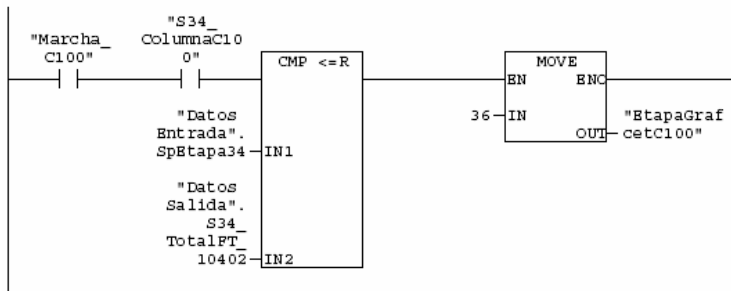 "Marcha_
C100"
"S34_
ColumnaC10
0"
CMP <=R
"Datos
Entrada".
SpEtapa34
IN1
"Datos
Salida".
S34_
TotalFT_
10402
IN2
MOVE
EN
ENO
36
IN
OUT
"EtapaGraf
cetC100"